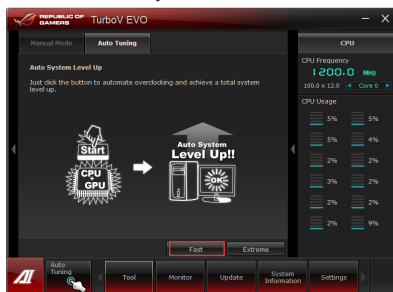 REPUBLIC OF
GAMERS
TurboV EVO
Manual Mode
Auto Tuning
CPU
Auto System Level Up
Just click the button to automate overclocking and achieve a total system
level up.
Start
CPU
+
GPU
Auto System
Level Up!!
OK
Fast
Extreme
CPU Frequency
1200.0 MHz
100.0 x 12.0
Core 0
CPU Usage
5% 5%
5% 4%
2% 2%
3% 2%
2% 2%
2% 9%
Auto
Tuning
Tool
Monitor
Update
System
Information
Settings